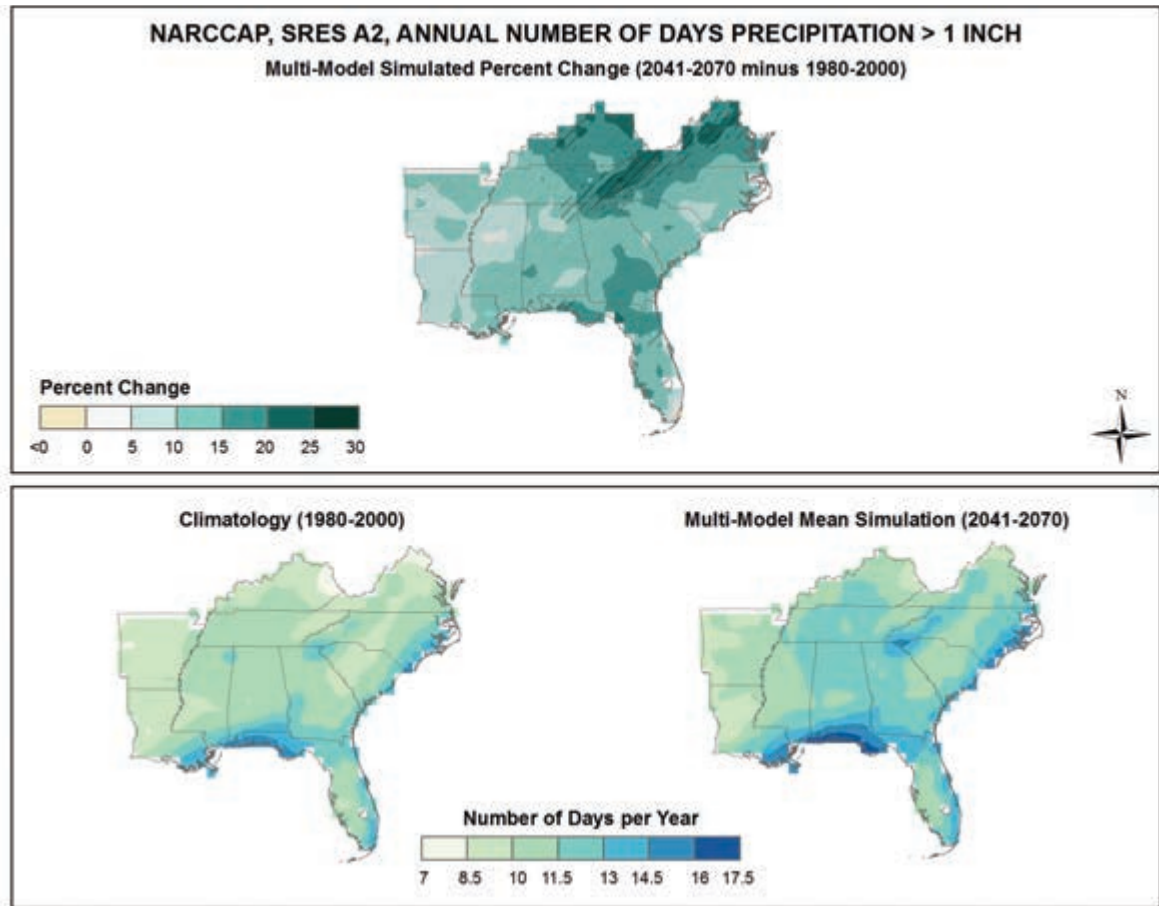 NARCCAP, SRES A2, ANNUAL NUMBER OF DAYS PRECIPITATION > 1 INCH
Multi-Model Simulated Percent Change (2041-2070 minus 1980-2000)
Percent Change
<0 0 5 10 15 20 25 30
N
Climatology (1980-2000)
Multi-Model Mean Simulation (2041-2070)
Number of Days per Year
7 8.5 10 11.5 13 14.5 16 17.5